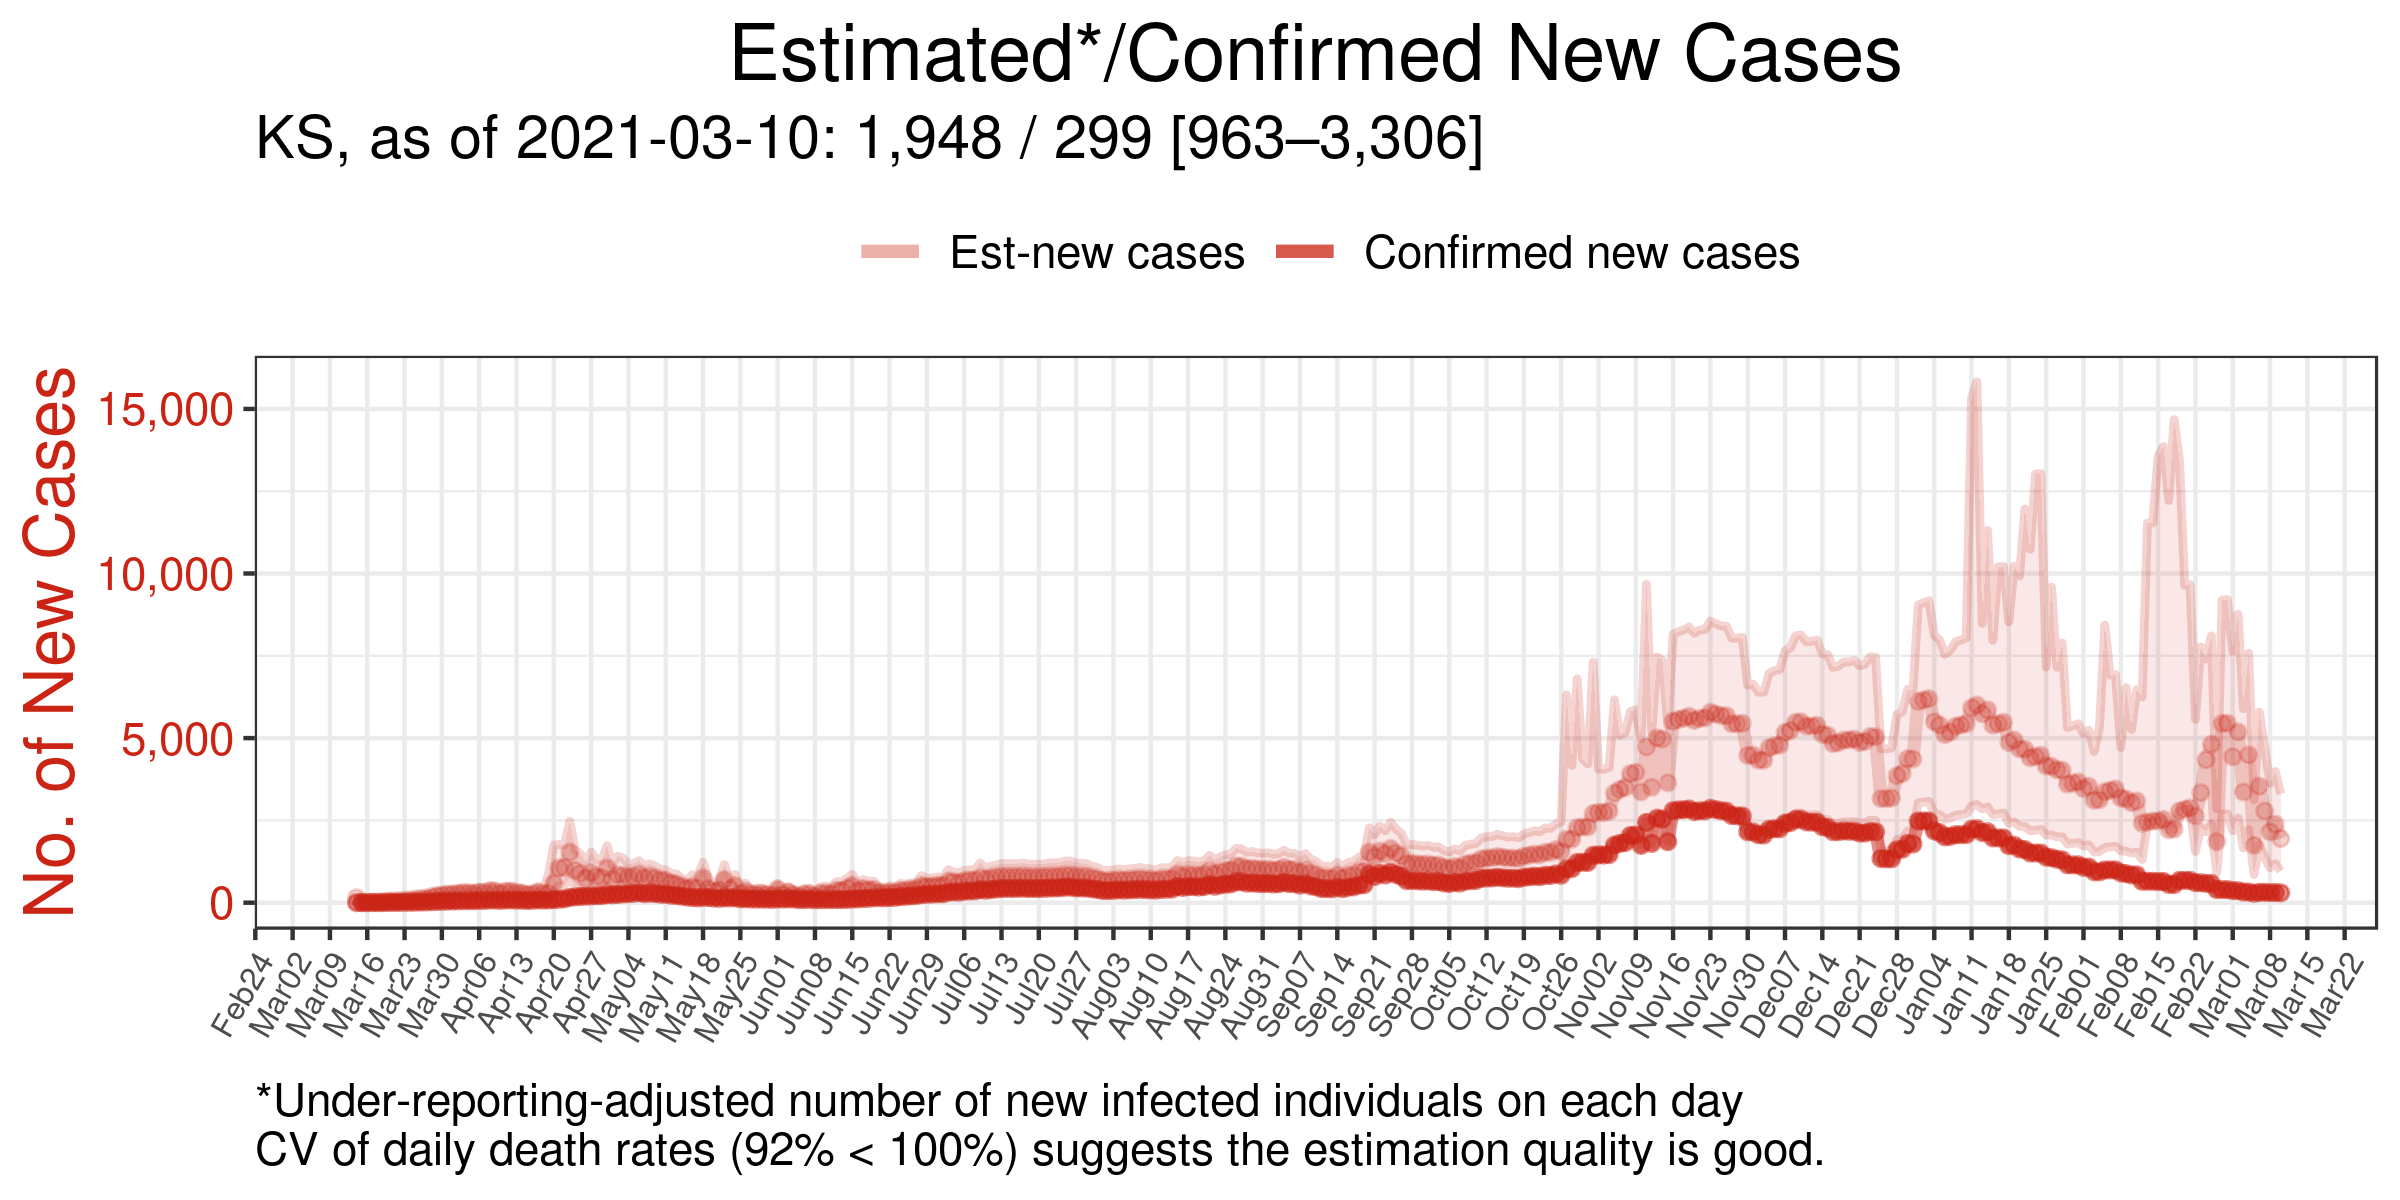 Estimated*/Confirmed New Cases
KS, as of 2021-03-10: 1,948 / 299 [963–3,306]
Est-new cases Confirmed new cases
No. of New Cases
15,000
10,000
5,000
0
Feb24 Mar02 Mar09 Mar16 Mar23 Mar30 Apr06 Apr13 Apr20 Apr27 May04 May11 May18 May25 Jun01 Jun08 Jun15 Jun22 Jun29 Jul06 Jul13 Jul20 Jul27 Aug03 Aug10 Aug17 Aug24 Aug31 Sep07 Sep14 Sep21 Sep28 Oct05 Oct12 Oct19 Oct26 Nov02 Nov09 Nov16 Nov23 Nov30 Dec07 Dec14 Dec21 Dec28 Jan04 Jan11 Jan18 Jan25 Feb01 Feb08 Feb15 Feb22 Mar01 Mar08 Mar15 Mar22
*Under-reporting-adjusted number of new infected individuals on each day
CV of daily death rates (92% < 100%) suggests the estimation quality is good.